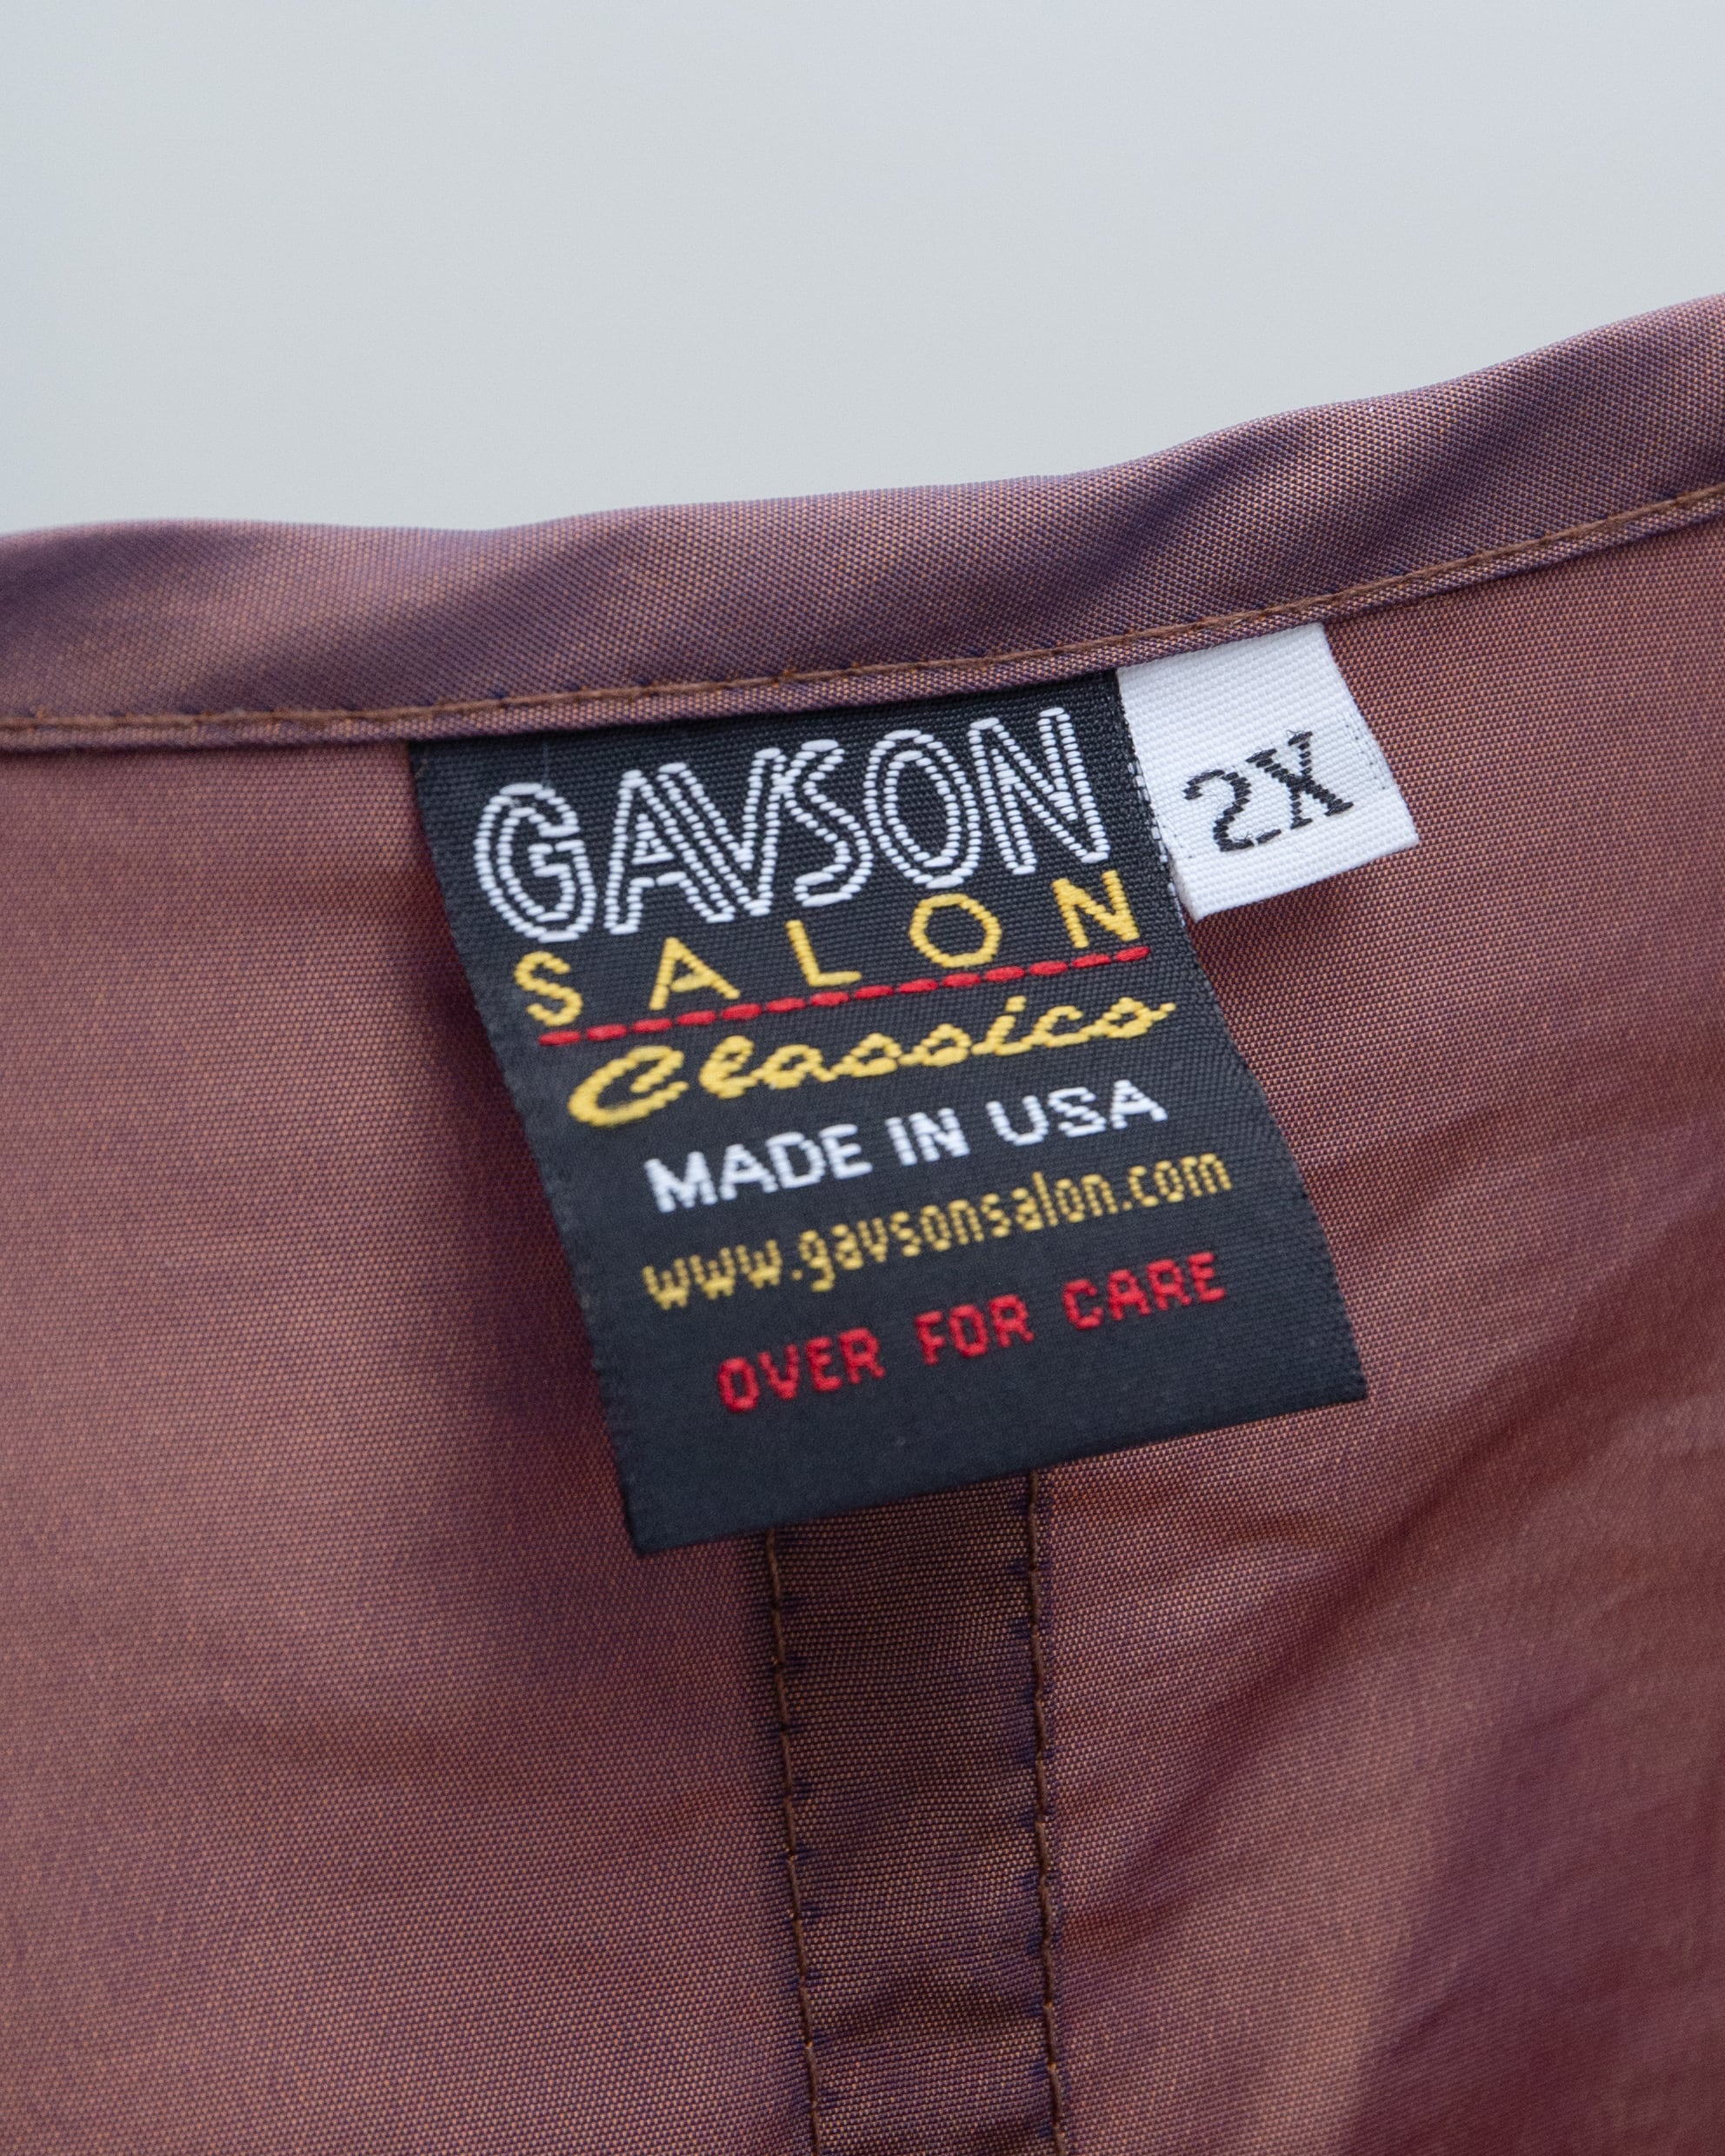 GAVSON
SALON
Classics
MADE IN USA
www.gavsonsalon.com
OVER FOR CARE
2X